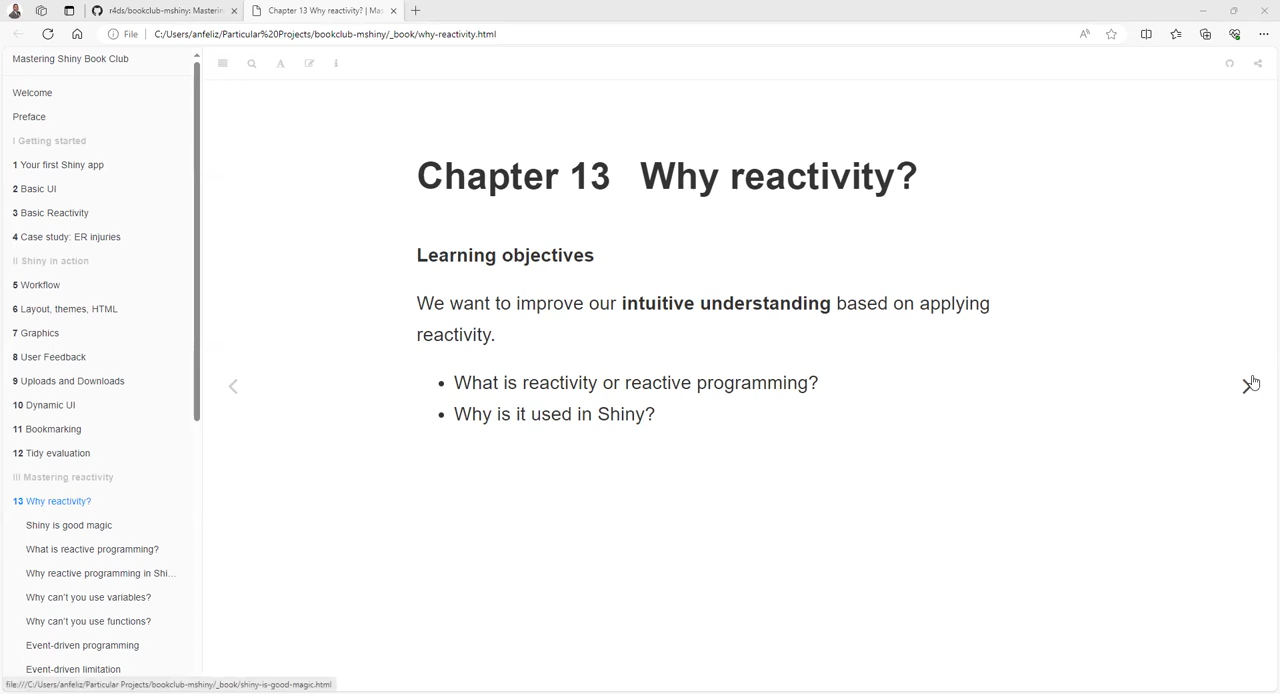 r4ds/bookclub-mshiny: Masterin
Chapter 13 Why reactivity? | Mas
File
C:/Users/anfeliz/Particular%20Projects/bookclub-mshiny/_book/why-reactivity.html
Mastering Shiny Book Club
Welcome
Preface
I Getting started
1 Your first Shiny app
2 Basic UI
3 Basic Reactivity
4 Case study: ER injuries
II Shiny in action
5 Workflow
6 Layout, themes, HTML
7 Graphics
8 User Feedback
9 Uploads and Downloads
10 Dynamic UI
11 Bookmarking
12 Tidy evaluation
III Mastering reactivity
13 Why reactivity?
Shiny is good magic
What is reactive programming?
Why reactive programming in Shi...
Why can't you use variables?
Why can't you use functions?
Event-driven programming
Event-driven limitation
file:///C:/Users/anfeliz/Particular Projects/bookclub-mshiny/_book/shiny-is-good-magic.html
Chapter 13 Why reactivity?
Learning objectives
We want to improve our intuitive understanding based on applying
reactivity.
• What is reactivity or reactive programming?
• Why is it used in Shiny?